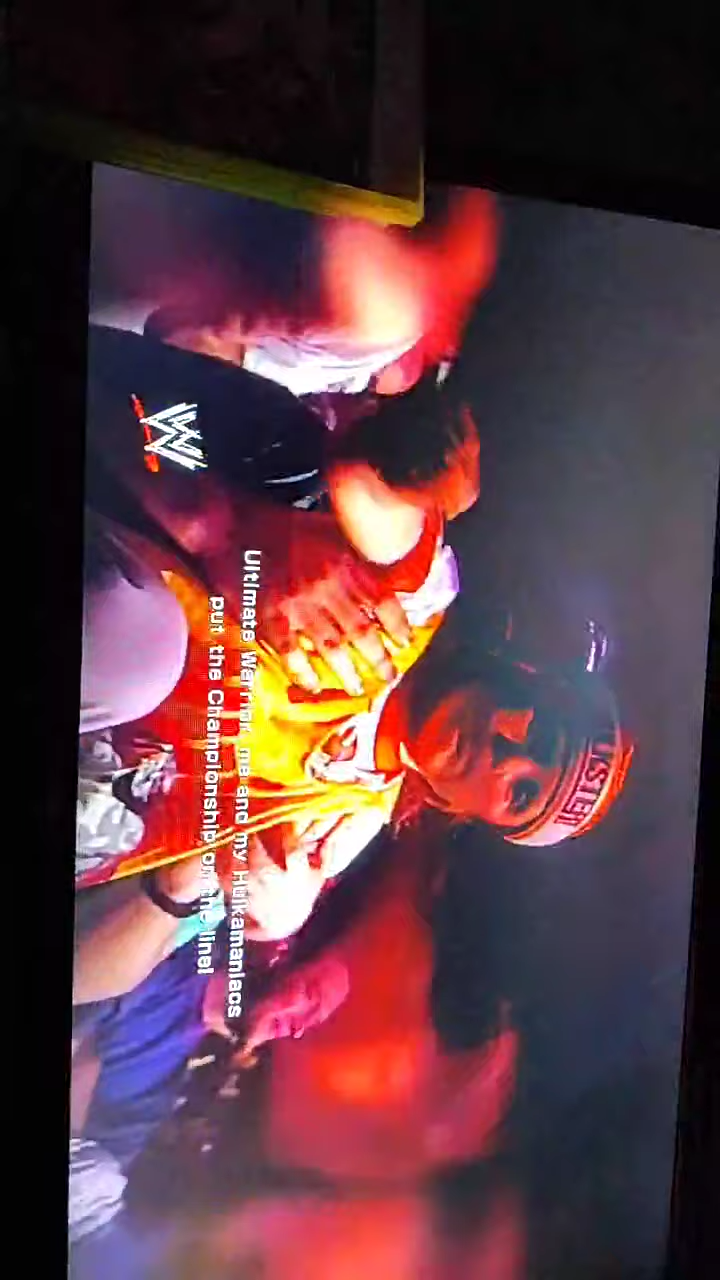 Ultimate Warrior, me and my Hulkamaniacs
put the Championship on the line!